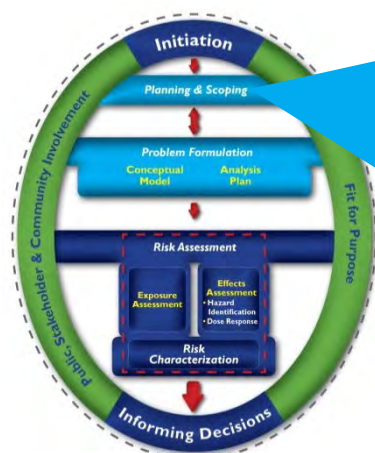 Initiation
Planning & Scoping
Public, Stakeholder & Community Involvement
Fit for Purpose
Problem Formulation
Conceptual
Model
Analysis
Plan
Risk Assessment
Exposure
Assessment
Effects
Assessment
• Hazard
Identification
• Dose Response
Risk
Characterization
Informing Decisions